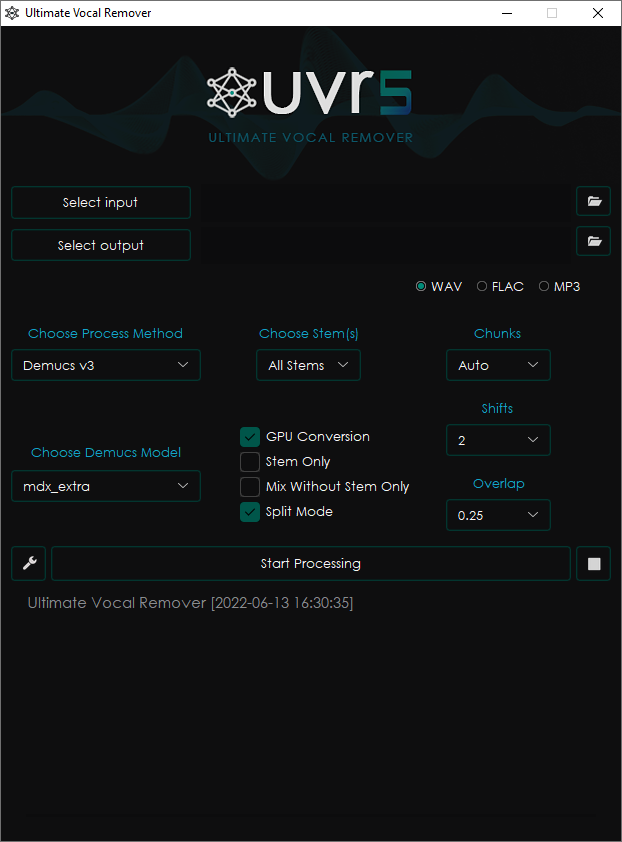 Ultimate Vocal Remover
uvr5
ULTIMATE VOCAL REMOVER
Select input
Select output
WAV FLAC MP3
Choose Process Method Choose Stem(s) Chunks
Demucs v3 All Stems Auto
Shifts
GPU Conversion
2
Choose Demucs Model
Stem Only
Overlap
mdx_extra
Mix Without Stem Only
Split Mode
0.25
Start Processing
Ultimate Vocal Remover [2022-06-13 16:30:35]